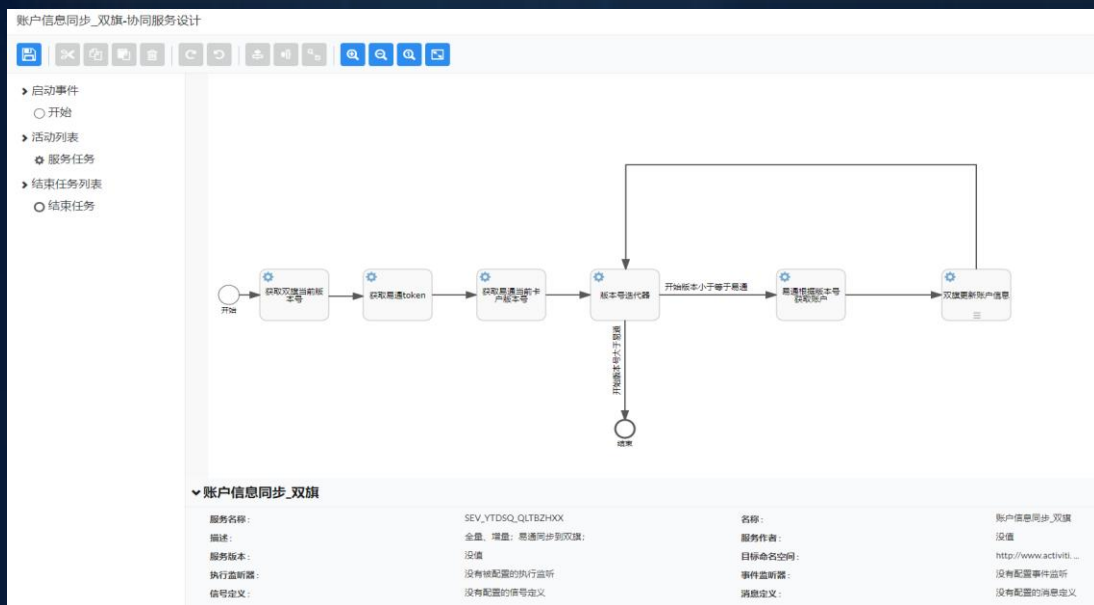 账户信息同步_双旗-协同服务设计
启动事件
开始
活动列表
服务任务
结束任务列表
结束任务
开始
获取双旗当前版
本号
获取易通token
获取易通当前卡
户版本号
版本号迭代器
开始版本小于等于易通
易通根据版本号
获取账户
双旗更新账户信息
开始版本号大于易通
结束
账户信息同步_双旗
服务名称:
SEV_YTDSQ_QLTBZHXX
名称:
账户信息同步_双旗
描述:
全量、增量; 易通同步到双旗;
服务作者:
没值
服务版本:
没值
目标命名空间:
http://www.activiti. ...
执行监听器:
没有被配置的执行监听
事件监听器:
没有配置事件监听
信号定义:
没有配置的信号定义
消息定义:
没有配置的消息定义